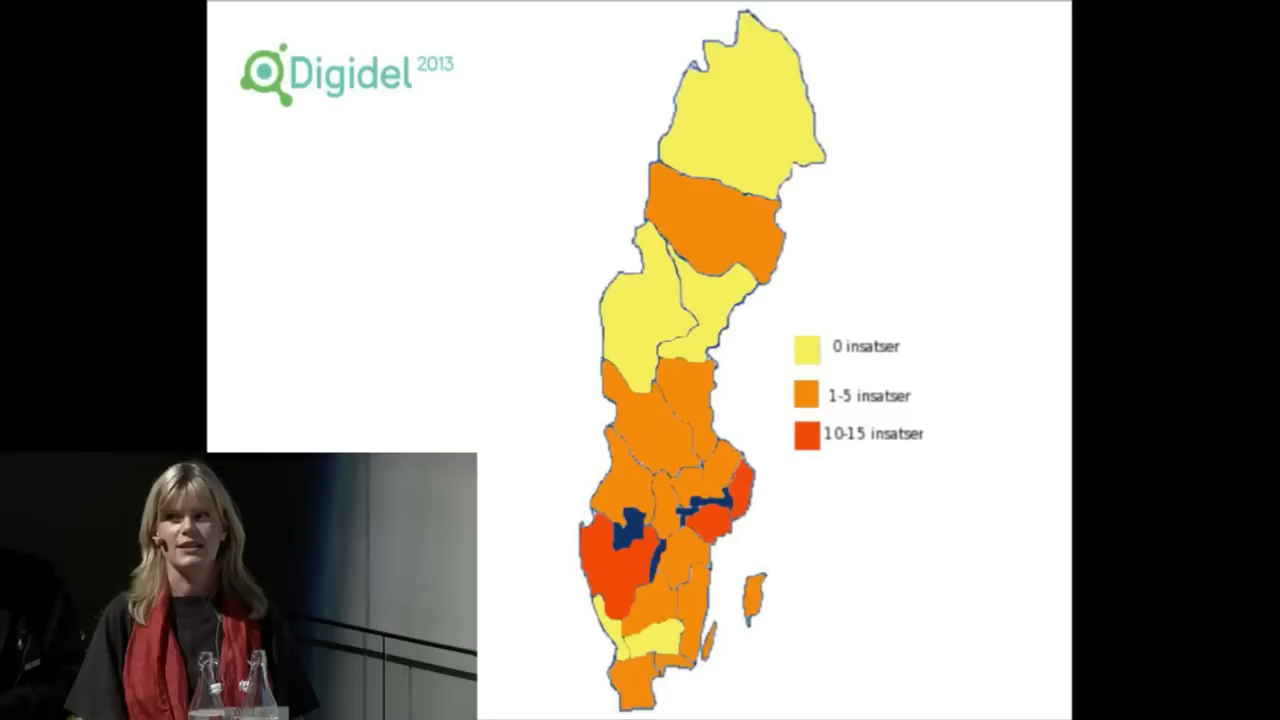 Digidel 2013
0 insatser
1-5 insatser
10-15 insatser